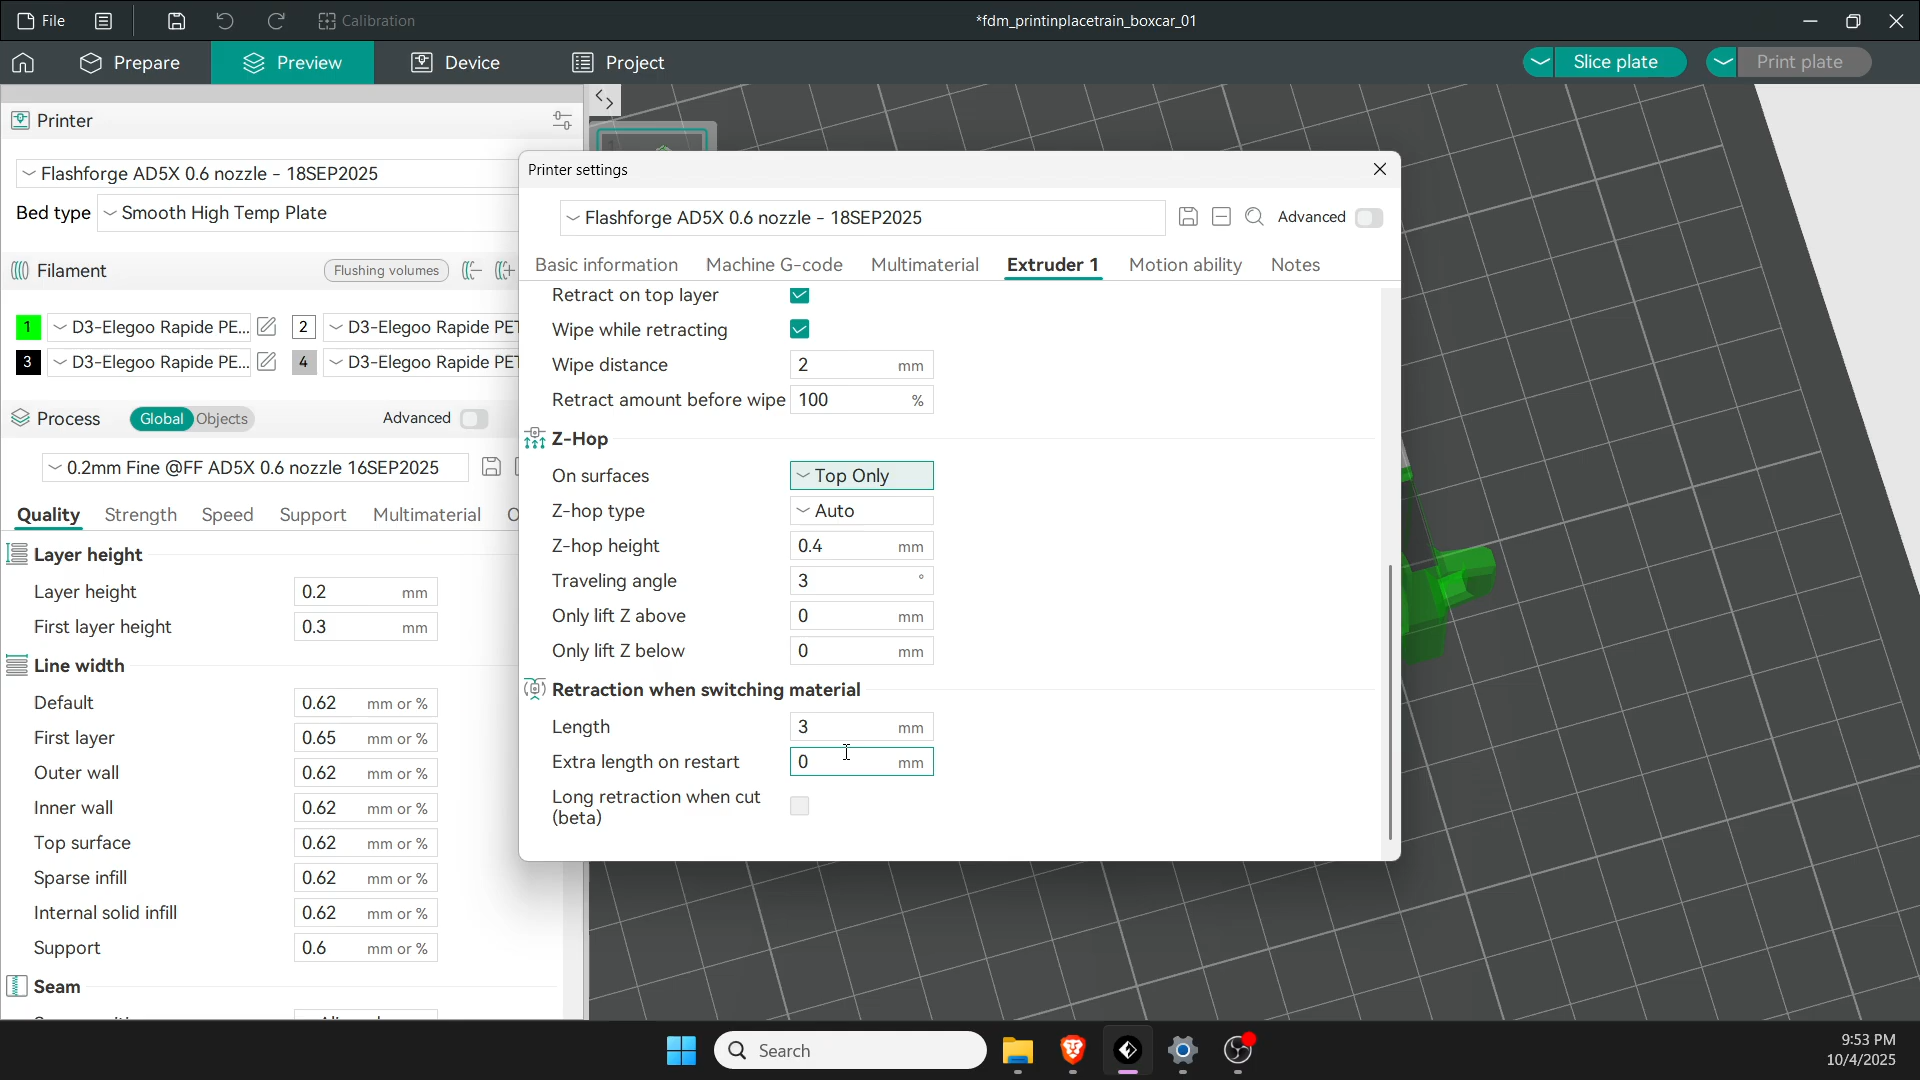 File
Calibration
*fdm_printinplacetrain_boxcar_01
Prepare
Preview
Device
Project
Slice plate
Print plate
Printer
Flashforge AD5X 0.6 nozzle - 18SEP2025
Bed type
Smooth High Temp Plate
Filament
Flushing volumes
1
D3-Elegoo Rapide PE...
2
D3-Elegoo Rapide PET
3
D3-Elegoo Rapide PE...
4
D3-Elegoo Rapide PET
Process
Global
Objects
Advanced
0.2mm Fine @FF AD5X 0.6 nozzle 16SEP2025
Quality
Strength
Speed
Support
Multimaterial
Layer height
Layer height 0.2 mm
First layer height 0.3 mm
Line width
Default 0.62 mm or %
First layer 0.65 mm or %
Outer wall 0.62 mm or %
Inner wall 0.62 mm or %
Top surface 0.62 mm or %
Sparse infill 0.62 mm or %
Internal solid infill 0.62 mm or %
Support 0.6 mm or %
Seam
Printer settings
Flashforge AD5X 0.6 nozzle - 18SEP2025
Advanced
Basic information
Machine G-code
Multimaterial
Extruder 1
Motion ability
Notes
Retract on top layer
Wipe while retracting
Wipe distance 2 mm
Retract amount before wipe 100 %
Z-Hop
On surfaces Top Only
Z-hop type Auto
Z-hop height 0.4 mm
Traveling angle 3 °
Only lift Z above 0 mm
Only lift Z below 0 mm
Retraction when switching material
Length 3 mm
Extra length on restart 0 mm
Long retraction when cut
(beta)
Search
9:53 PM
10/4/2025